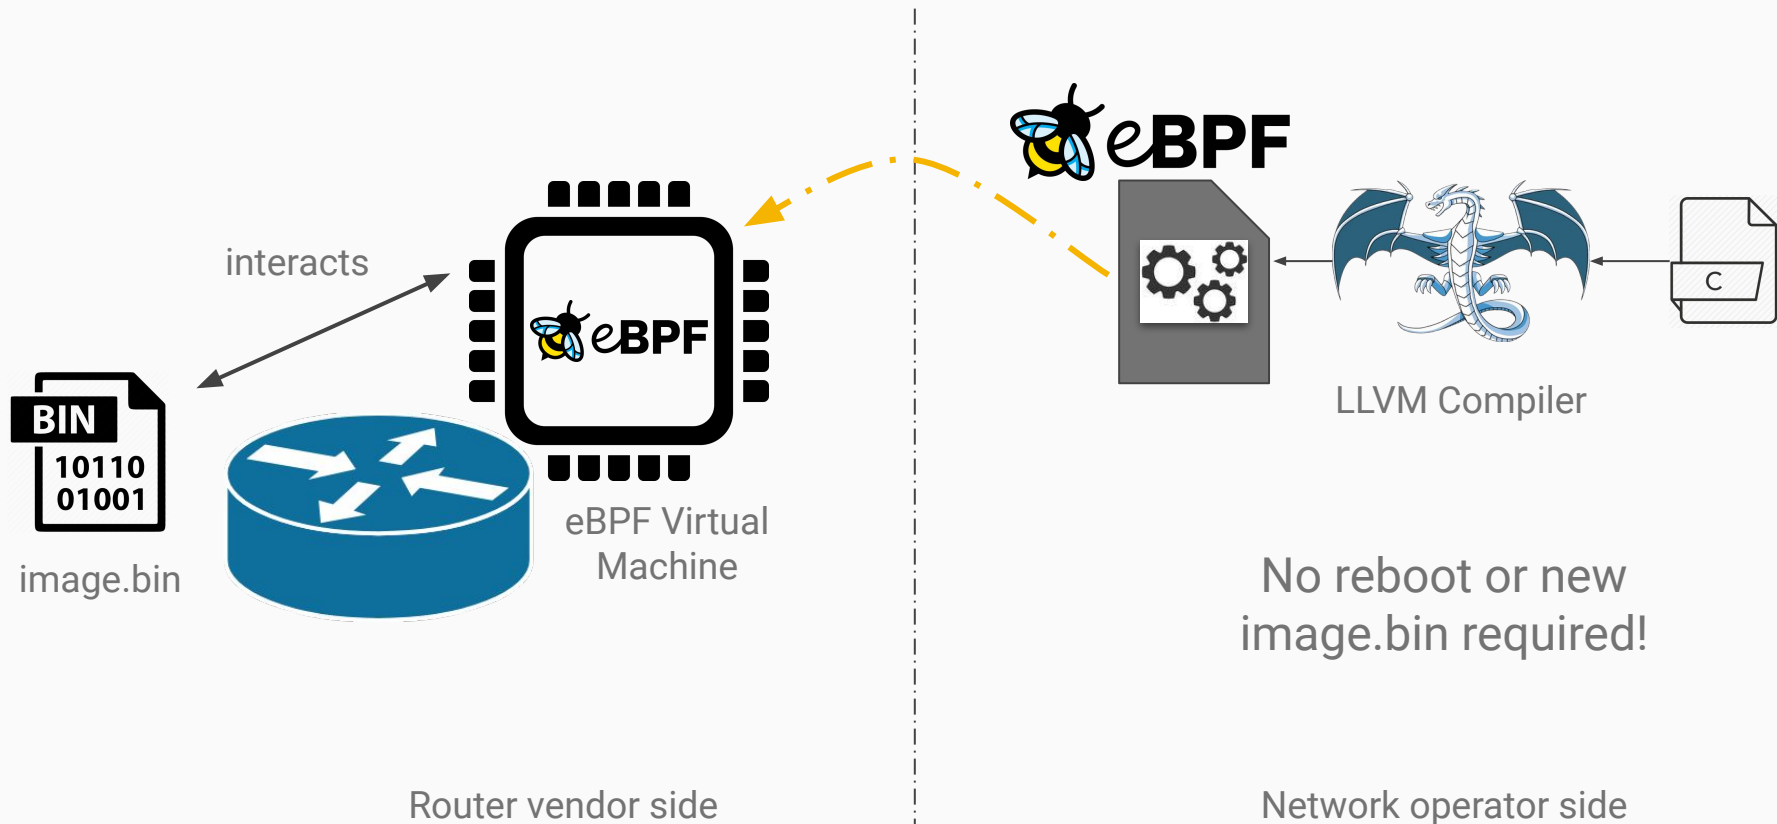 interacts
BIN
10110
01001
image.bin
eBPF
eBPF Virtual
Machine
Router vendor side
eBPF
C
LLVM Compiler
No reboot or new
image.bin required!
Network operator side